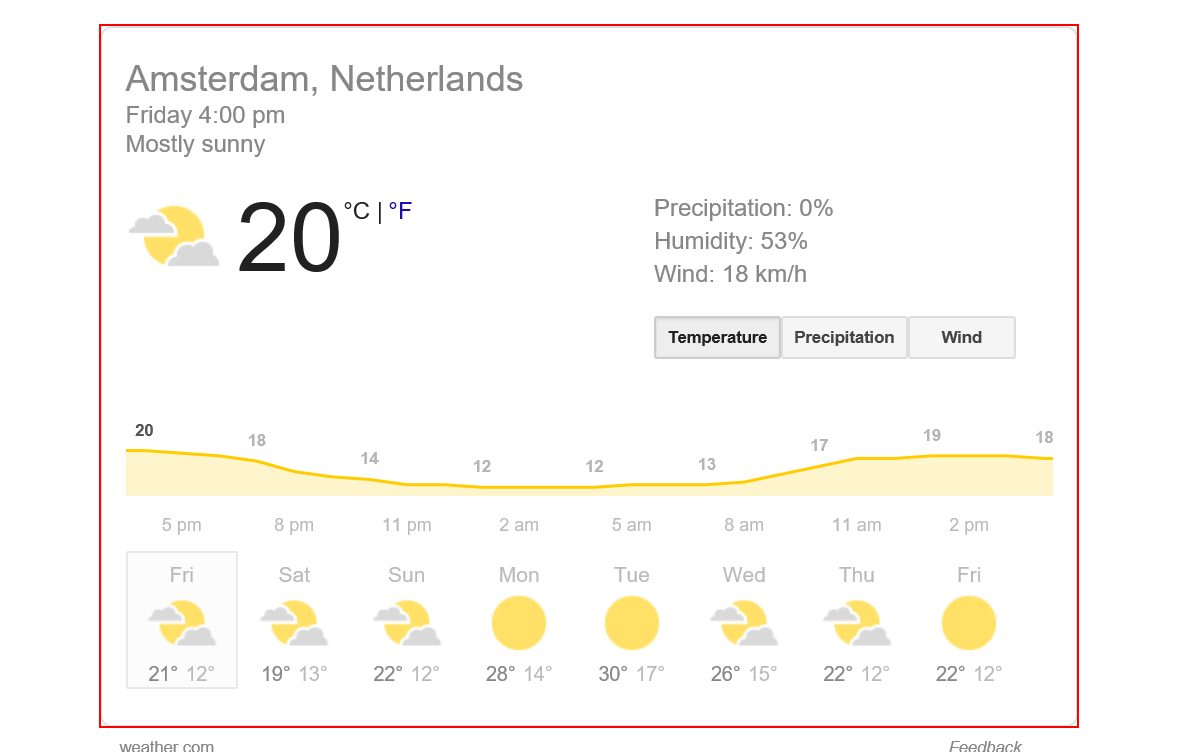 Amsterdam, Netherlands
Friday 4:00 pm
Mostly sunny
20 °C | °F
Precipitation: 0%
Humidity: 53%
Wind: 18 km/h
Temperature Precipitation Wind
20 18 14 12 12 13 17 19 18
5 pm 8 pm 11 pm 2 am 5 am 8 am 11 am 2 pm
Fri Sat Sun Mon Tue Wed Thu Fri
21° 12° 19° 13° 22° 12° 28° 14° 30° 17° 26° 15° 22° 12° 22° 12°
weather.com Feedback